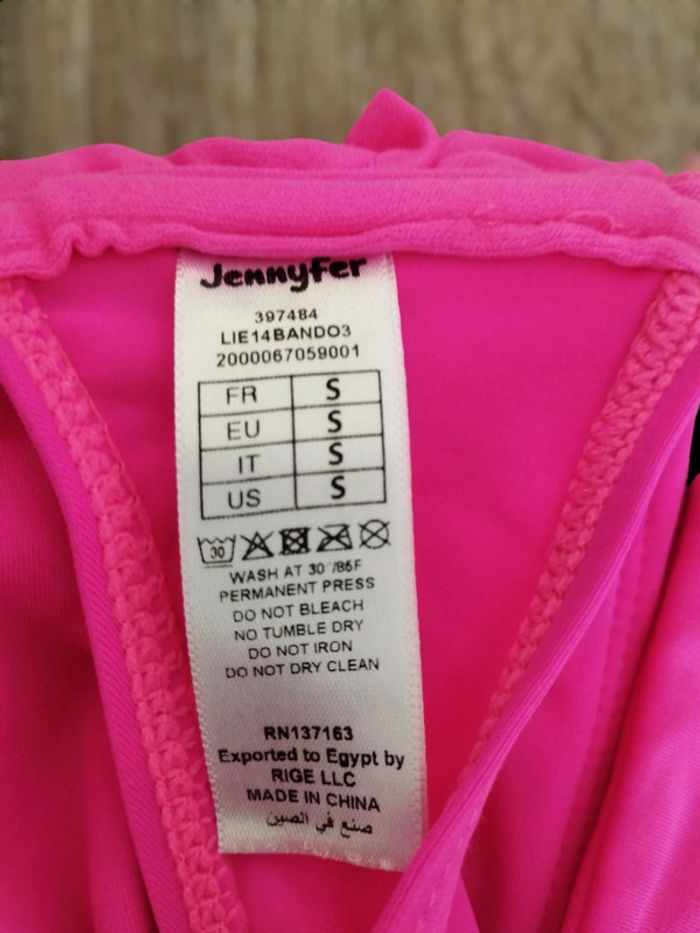 Jennyfer
397484
LIE14BANDO3
2000067059001
FR S
EU S
IT S
US S
30
WASH AT 30°/86F
PERMANENT PRESS
DO NOT BLEACH
NO TUMBLE DRY
DO NOT IRON
DO NOT DRY CLEAN
RN137163
Exported to Egypt by
RIGE LLC
MADE IN CHINA
صنع في الصين